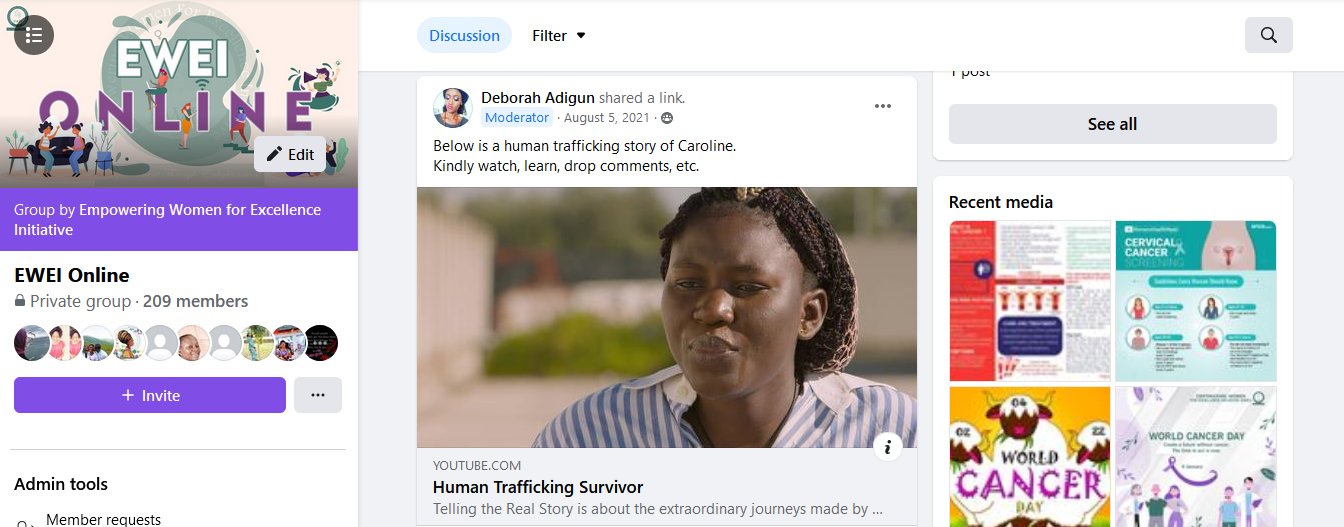 EWEI
ONLINE
Edit
Group by Empowering Women for Excellence
Initiative
EWEI Online
Private group · 209 members
+ Invite
...
Admin tools
Member requests
Discussion
Filter
Deborah Adigun shared a link.
Moderator · August 5, 2021 ·
Below is a human trafficking story of Caroline.
Kindly watch, learn, drop comments, etc.
YOUTUBE.COM
Human Trafficking Survivor
Telling the Real Story is about the extraordinary journeys made by ...
1 post
See all
Recent media
CERVICAL
CANCER
SCREENING
04
02
22
WORLD
CANCER
DAY
WORLD CANCER DAY